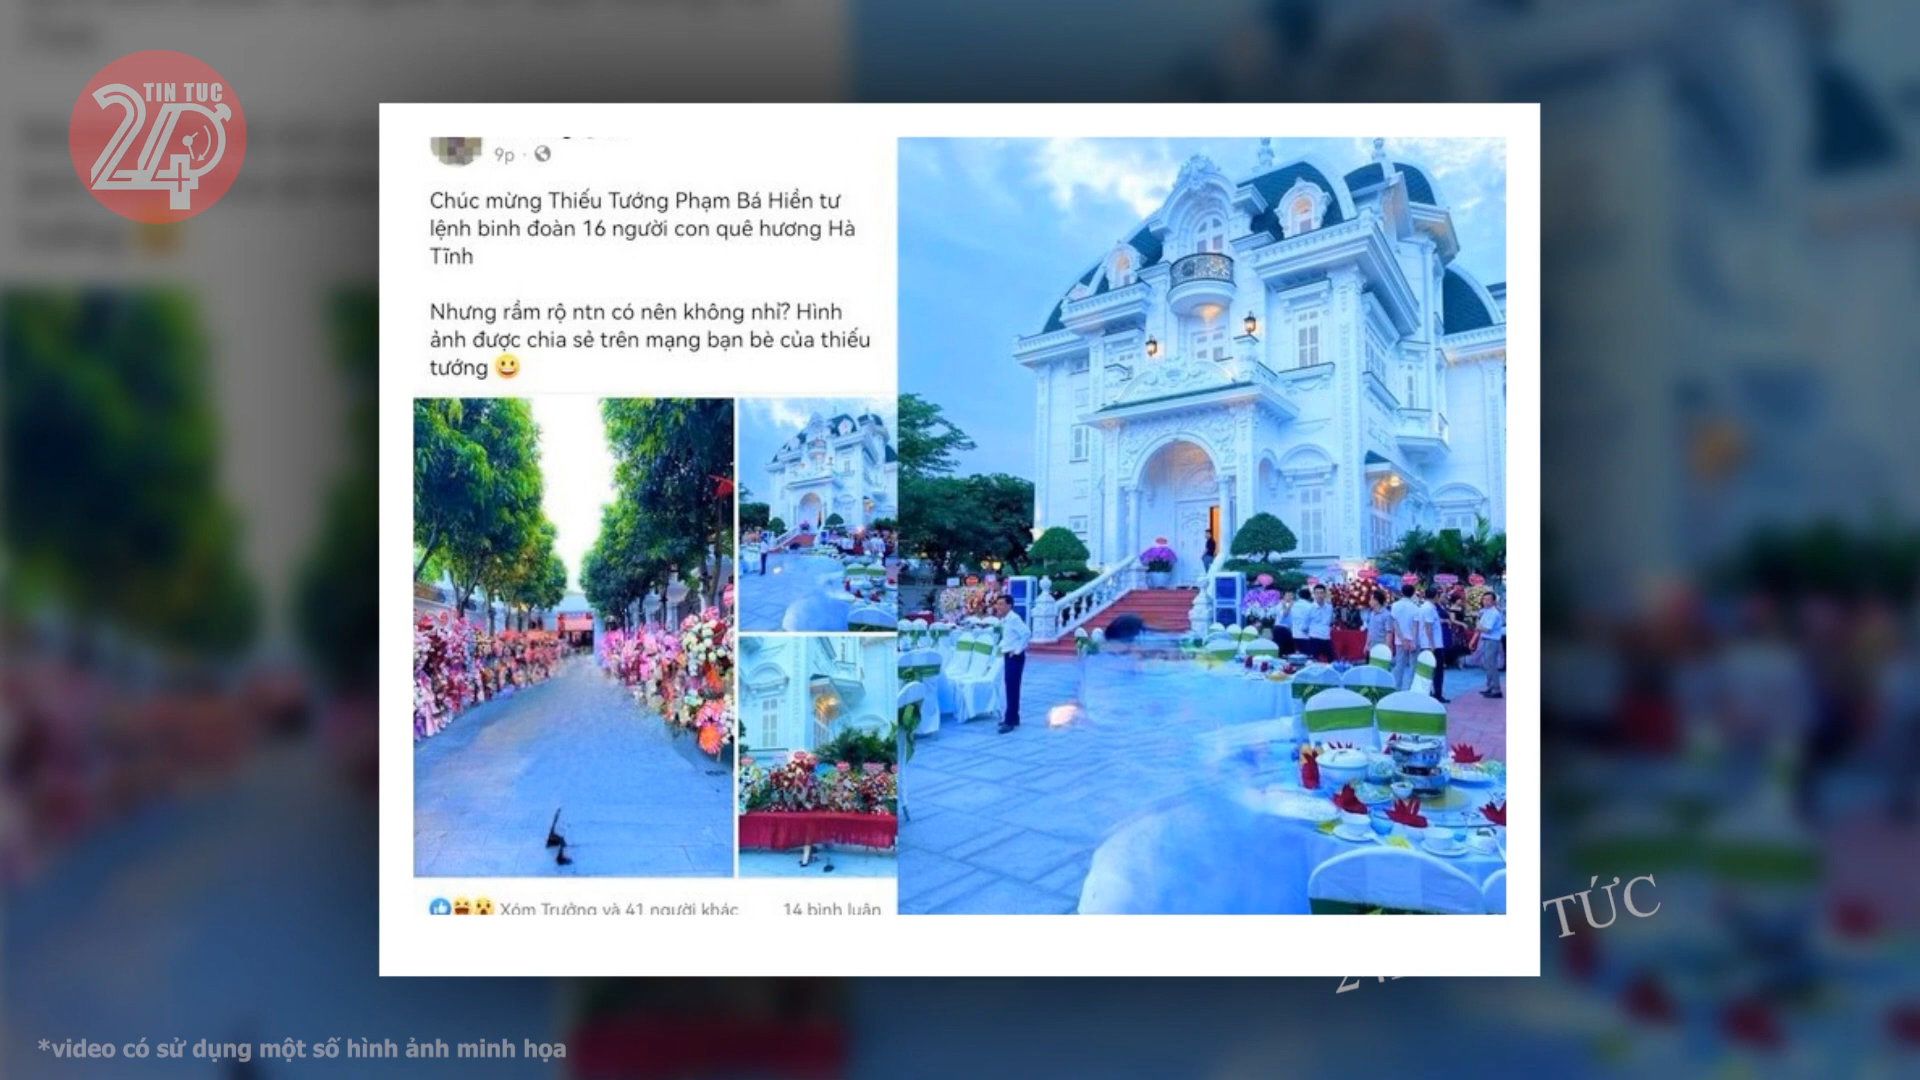 TIN TỨC
24
9p
Chúc mừng Thiếu Tướng Phạm Bá Hiền tư
lệnh binh đoàn 16 người con quê hương Hà
Tĩnh
Nhưng rầm rộ ntn có nên không nhỉ? Hình
ảnh được chia sẻ trên mạng bạn bè của thiếu
tướng 😀
Xóm Trưởng và 41 người khác
14 bình luận
TỨC
*video có sử dụng một số hình ảnh minh họa